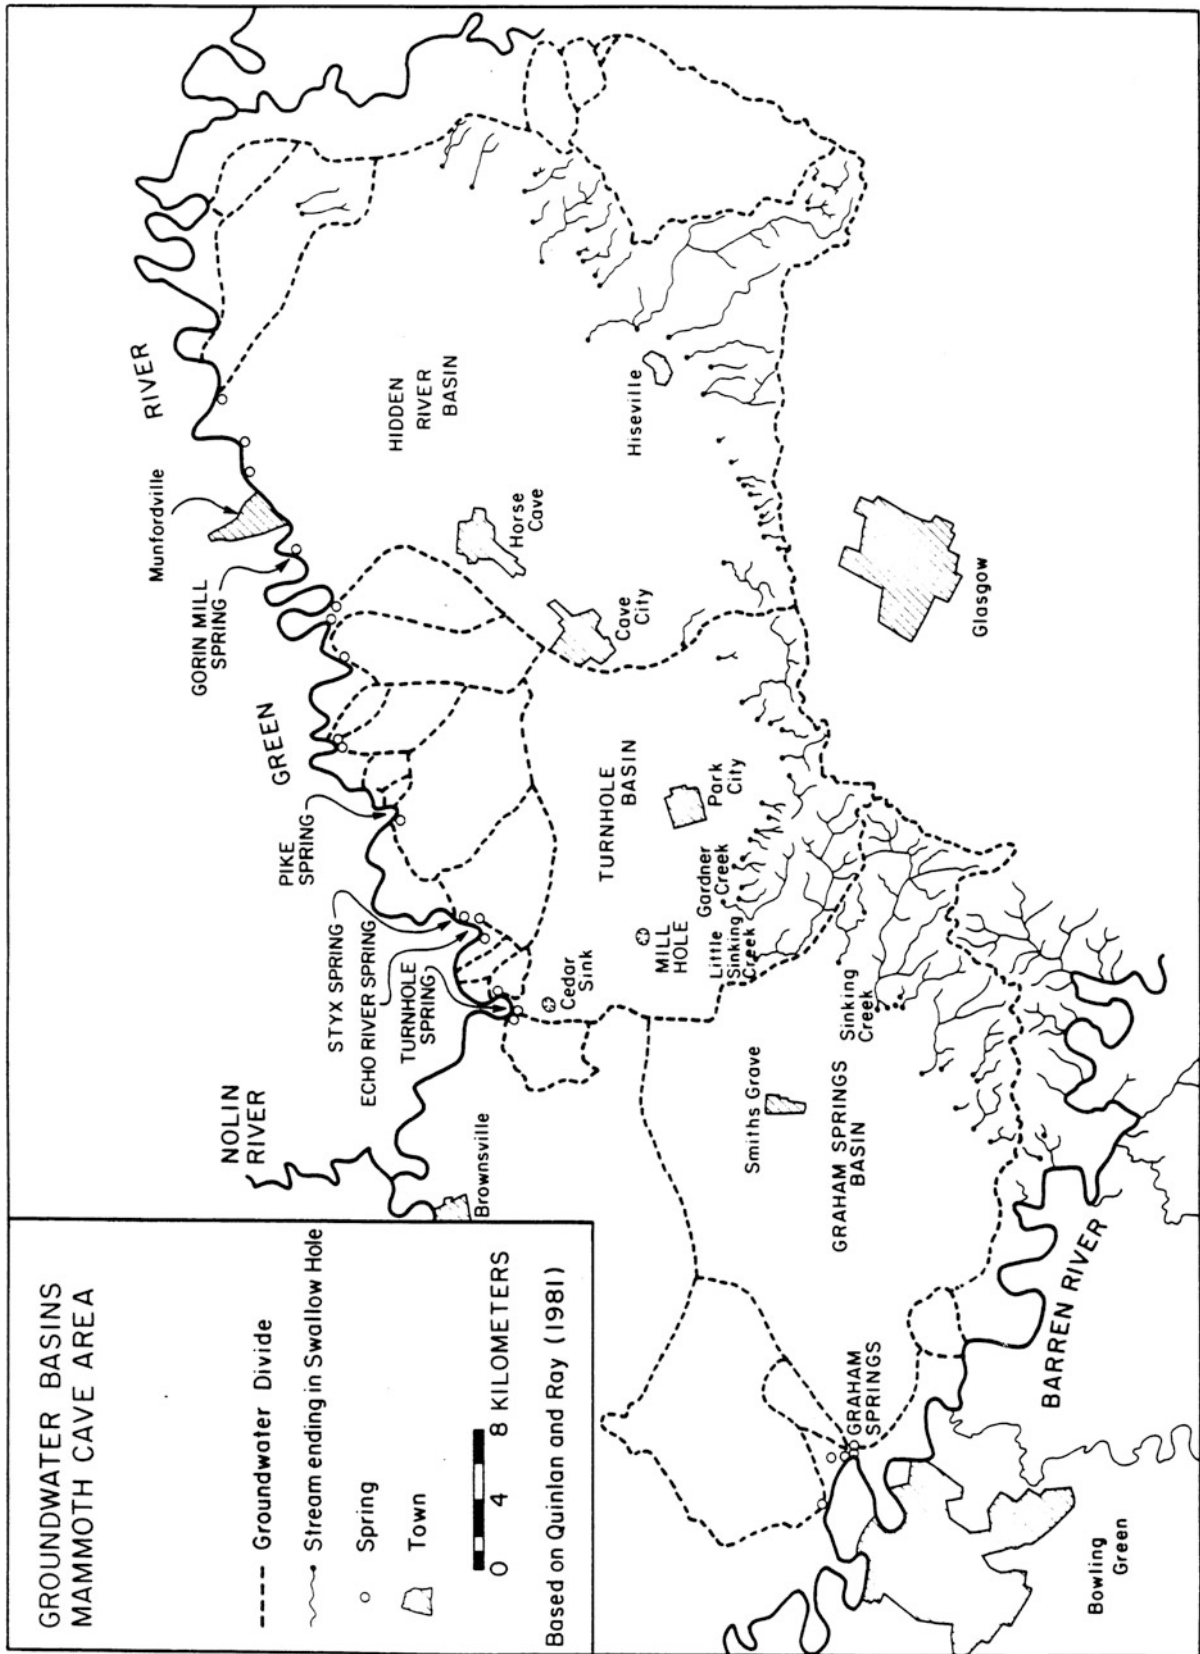 GROUNDWATER BASINS
MAMMOTH CAVE AREA
Groundwater Divide
Stream ending in Swallow Hole
Spring
Town
0 4 8 KILOMETERS
Based on Quinlan and Ray (1981)
NOLIN
RIVER
Brownsville
STYX SPRING
ECHO RIVER SPRING
TURNHOLE
SPRING
PIKE
SPRING
GREEN
RIVER
GORIN MILL
SPRING
Munfordville
Cedar
Sink
TURNHOLE
BASIN
MILL
HOLE
Park
City
Cave
City
Horse
Cave
HIDDEN
RIVER
BASIN
Hiseville
Little
Sinking
Creek
Gardner
Creek
Sinking
Creek
Smiths Grave
GRAHAM SPRINGS
BASIN
GRAHAM
SPRINGS
BARREN RIVER
Bowling
Green
Glasgow